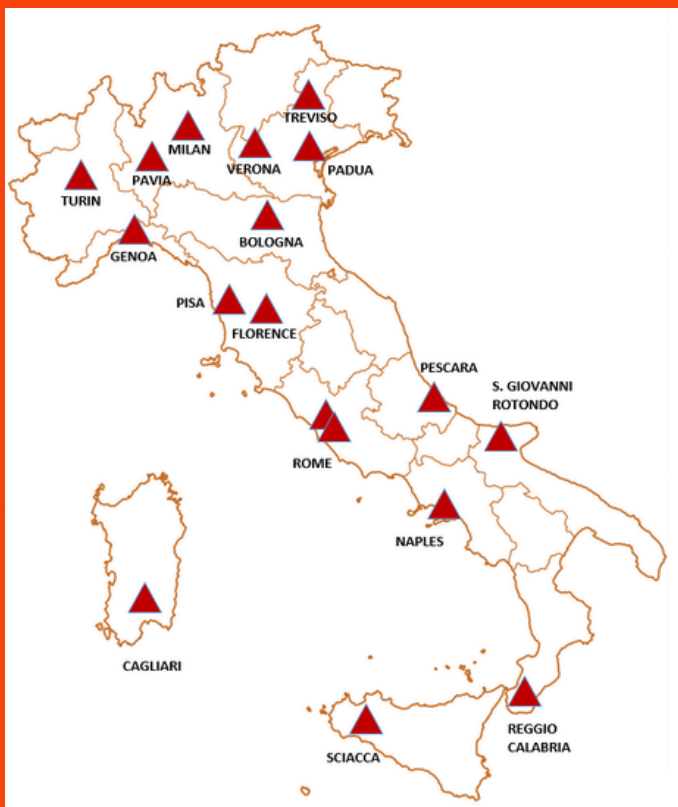 TREVISO
MILAN
VERONA
PADUA
PAVIA
TURIN
BOLOGNA
GENOA
PISA
FLORENCE
PESCARA
S. GIOVANNI
ROTONDO
ROME
NAPLES
CAGLIARI
REGGIO
CALABRIA
SCIACCA